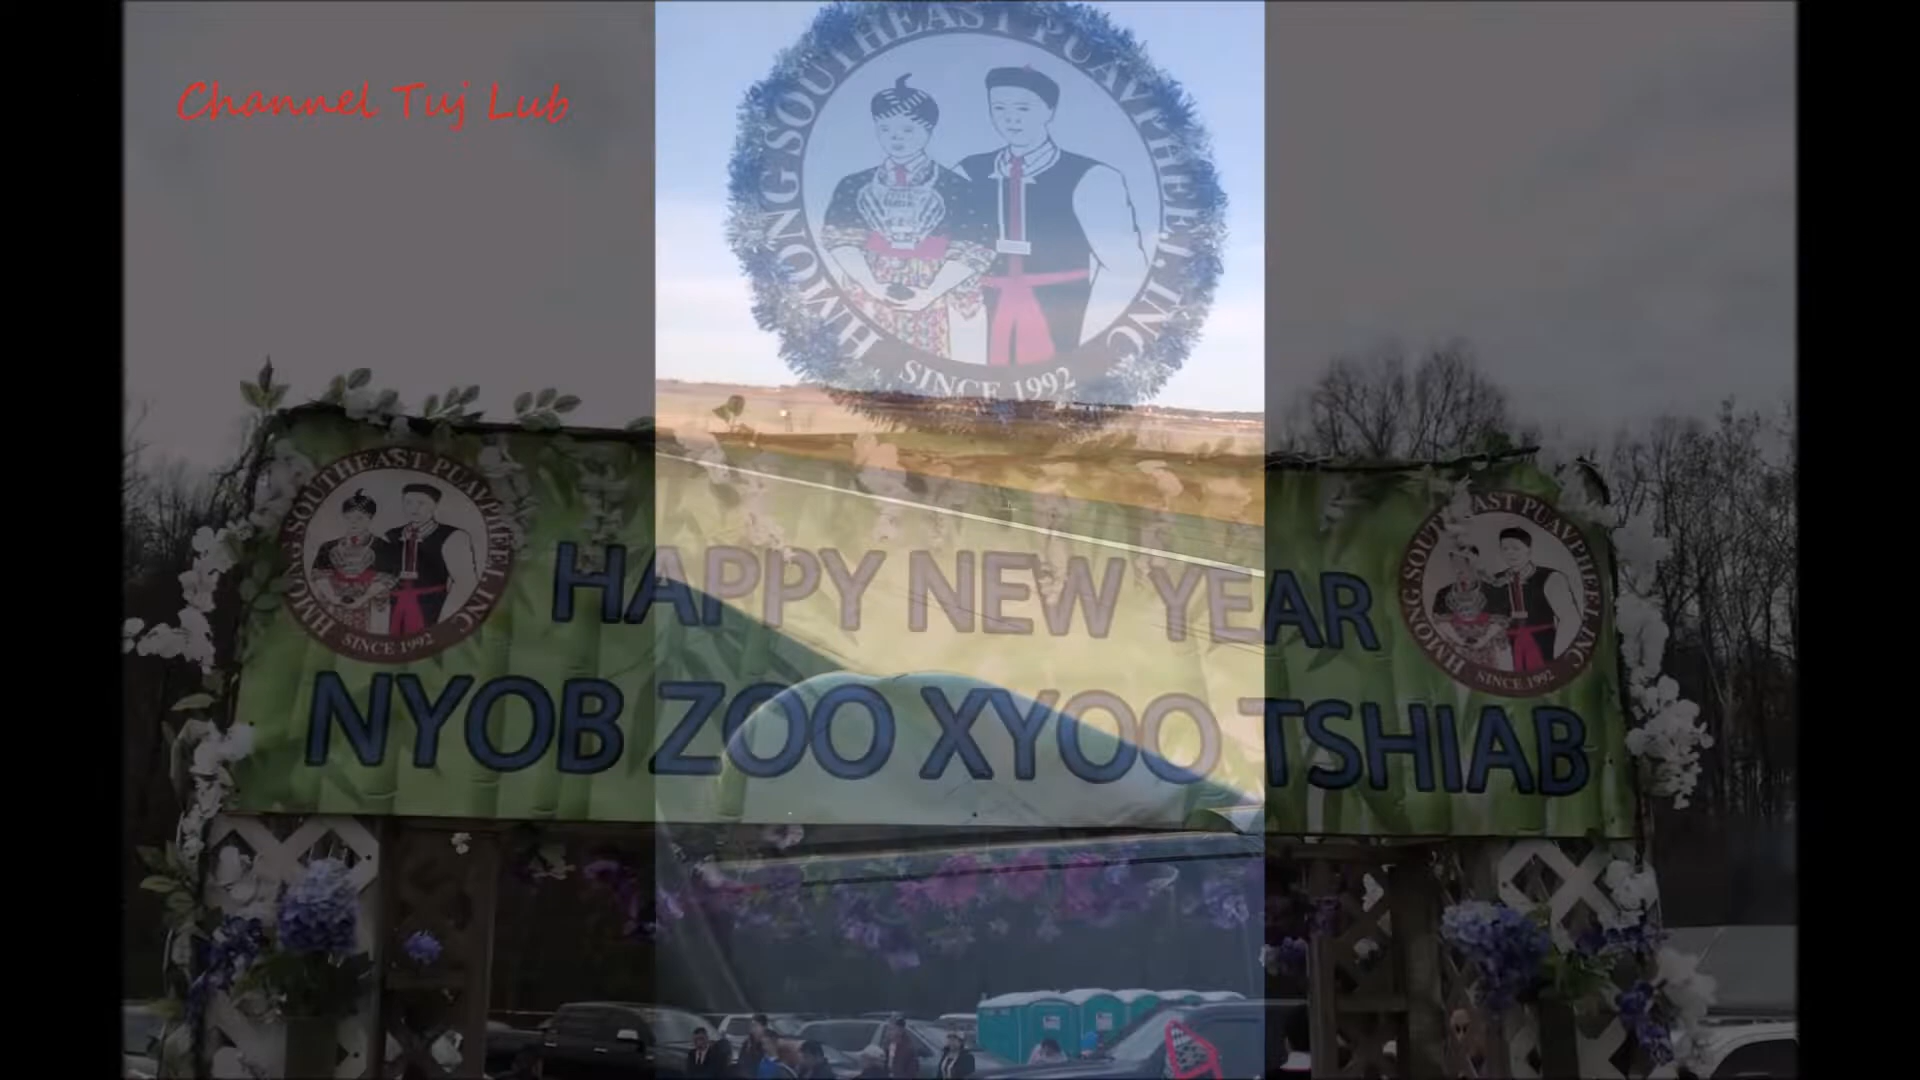 Channel Tuj Lub
HMONG SOUTHEAST PUAVPHEEJ, INC
SINCE 1992
HMONG SOUTHEAST PUAVPHEEJ, INC
SINCE 1992
HAPPY NEW YEAR
HMONG SOUTHEAST PUAVPHEEJ, INC
SINCE 1992
NYOB ZOO XYOO TSHIAB